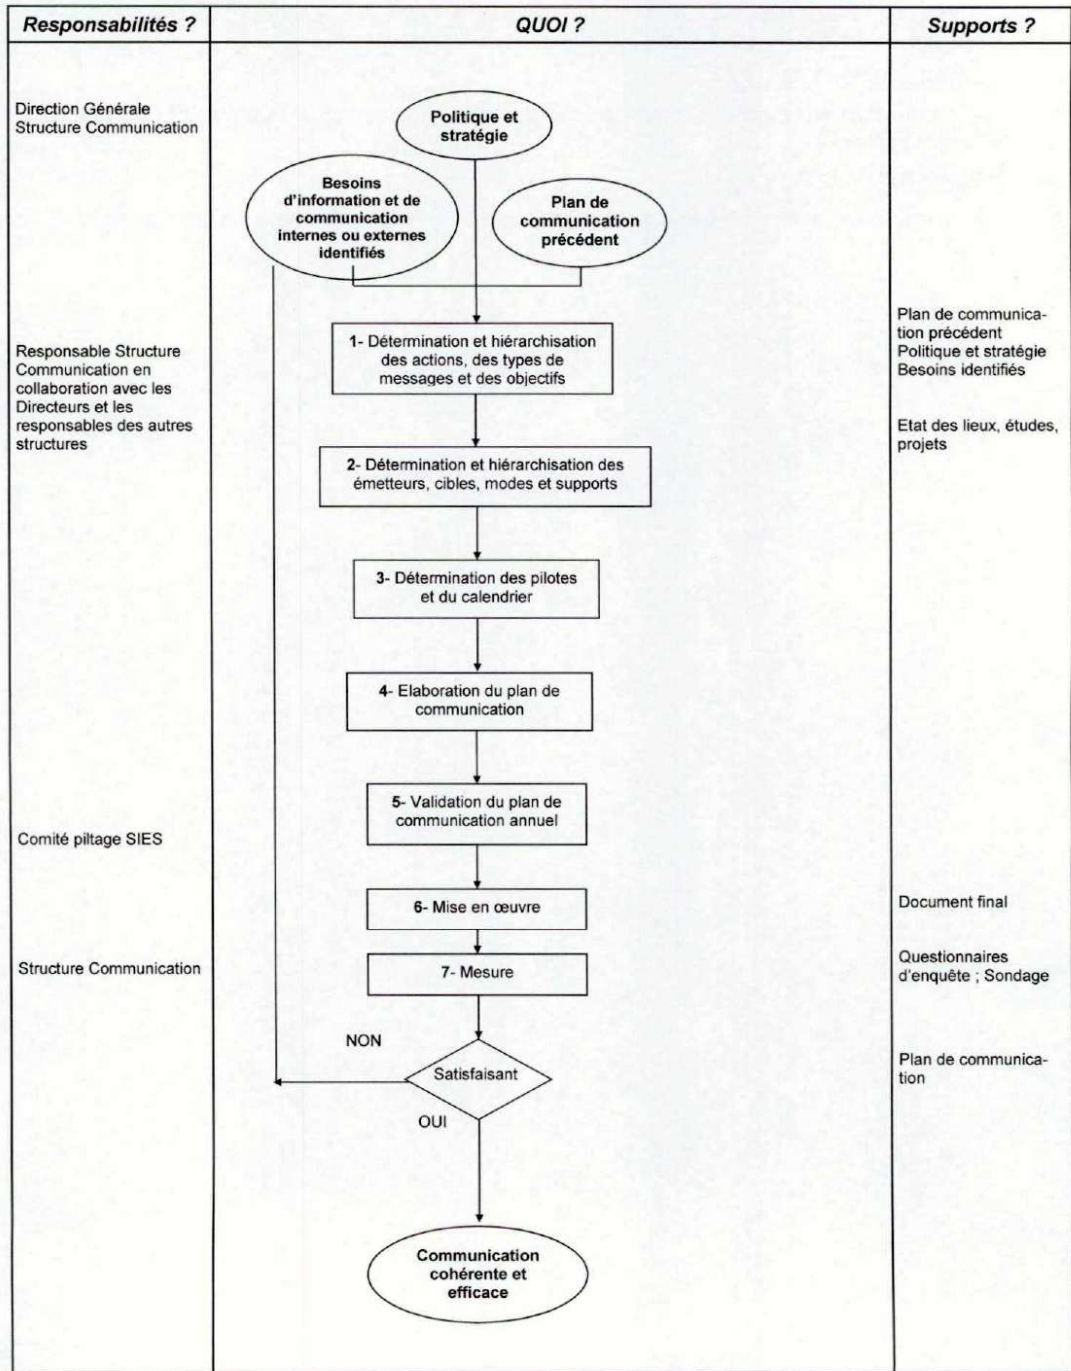 Responsabilités ?
QUOI ?
Supports ?
Direction Générale
Structure Communication
Politique et
stratégie
Besoins
d'information et de
communication
internes ou externes
identifiés
Plan de
communication
précédent
Responsable Structure
Communication en
collaboration avec les
Directeurs et les
responsables des autres
structures
1- Détermination et hiérarchisation
des actions, des types de
messages et des objectifs
Plan de communica-
tion précédent
Politique et stratégie
Besoins identifiés
Etat des lieux, études,
projets
2- Détermination et hiérarchisation des
émetteurs, cibles, modes et supports
3- Détermination des pilotes
et du calendrier
4- Elaboration du plan de
communication
5- Validation du plan de
communication annuel
Comité piltage SIES
6- Mise en œuvre
Document final
Structure Communication
7- Mesure
Questionnaires
d'enquête ; Sondage
NON
Satisfaisant
Plan de communica-
tion
OUI
Communication
cohérente et
efficace